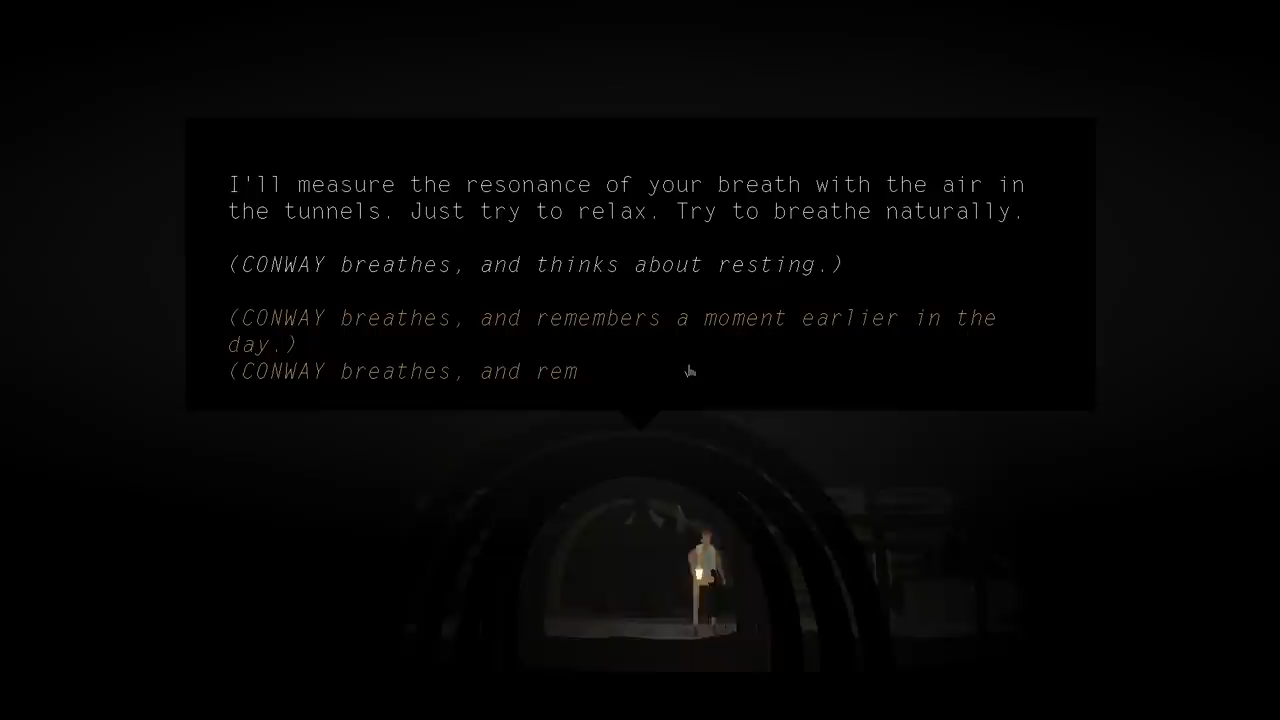 I'll measure the resonance of your breath with the air in
the tunnels. Just try to relax. Try to breathe naturally.
(CONWAY breathes, and thinks about resting.)
(CONWAY breathes, and remembers a moment earlier in the
day.)
(CONWAY breathes, and rem